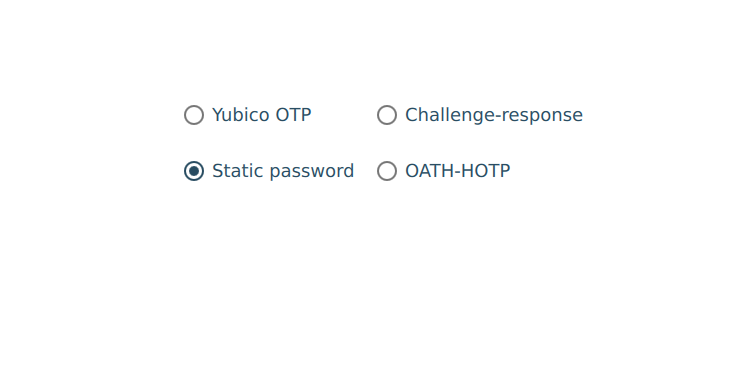 Yubico OTP Challenge-response
Static password OATH-HOTP